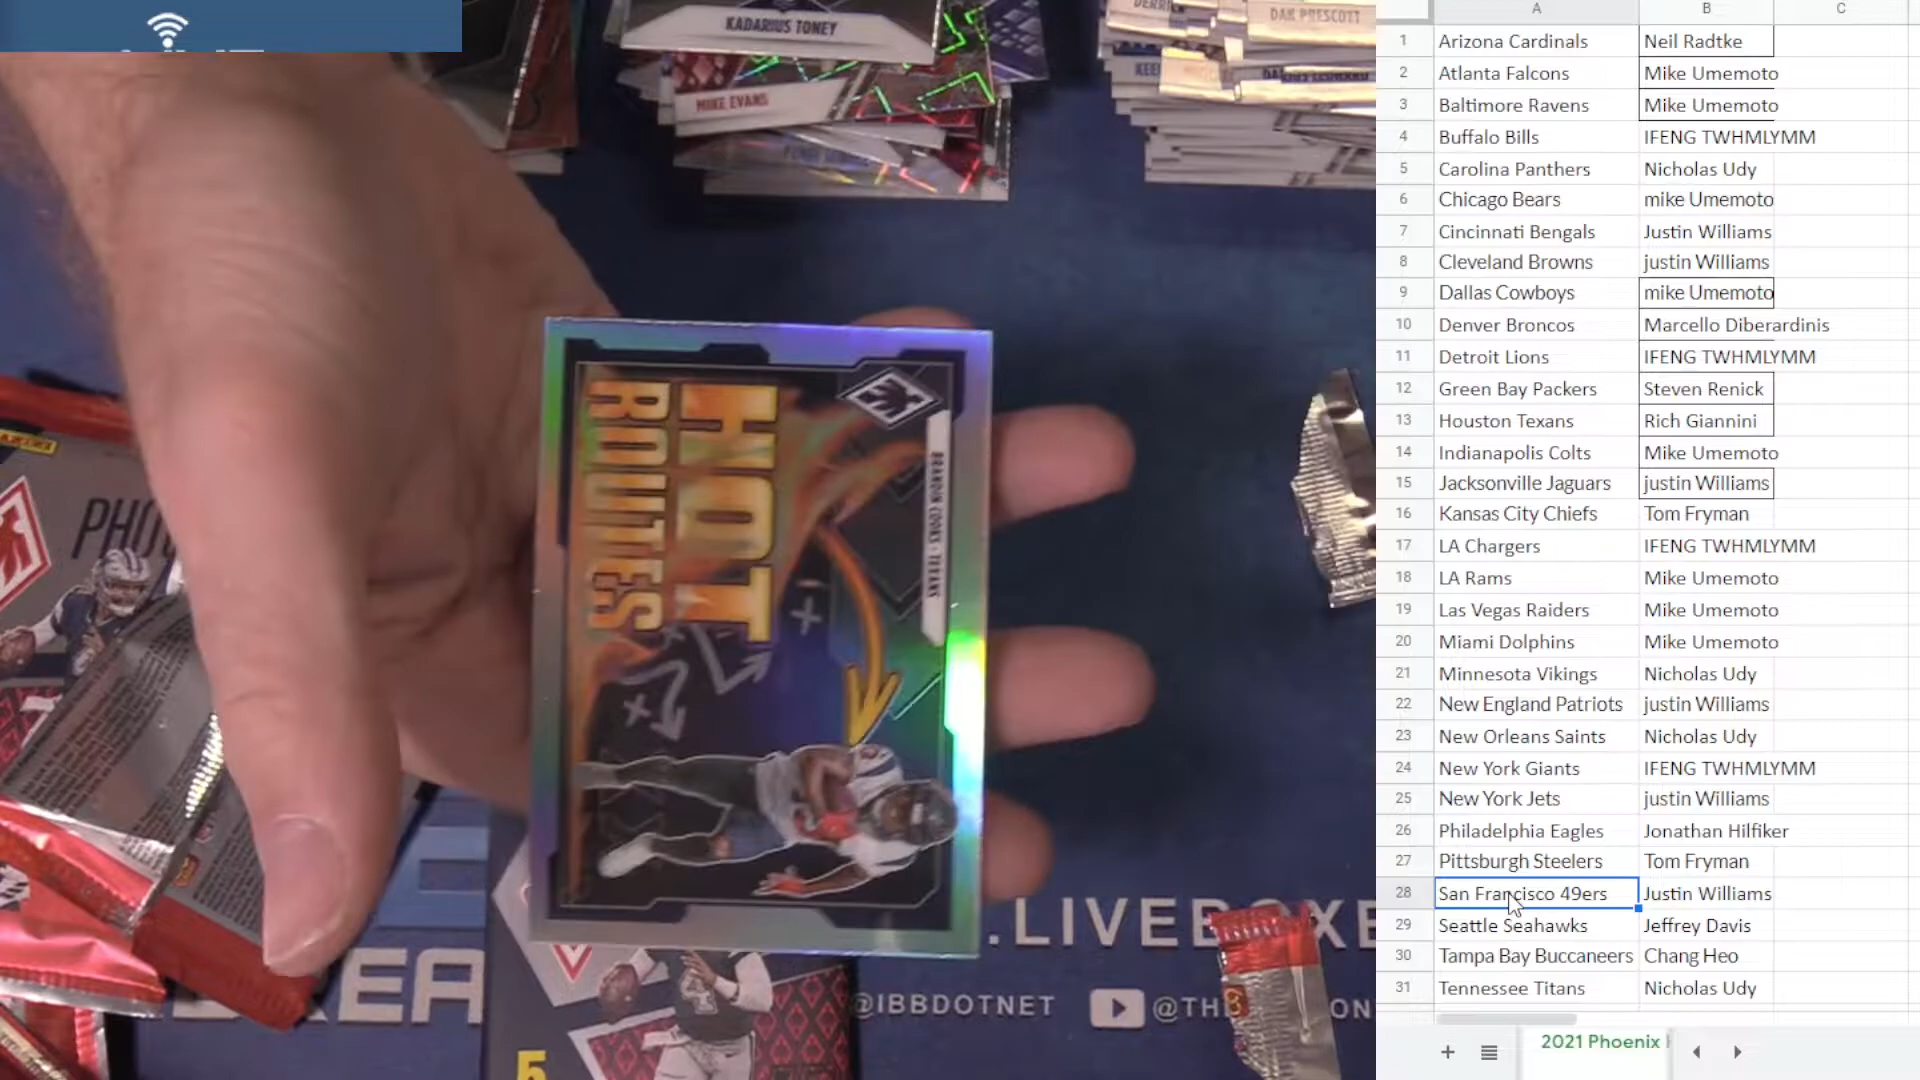 KADARIUS TONEY
MIKE EVANS
DAK PRESCOTT
HOT
ROUTES
BRANDIN COOKS • TEXANS
PANINI
PHO
.LIVEBOXE
@IBBDOTNET
@TH
ON
EA
5
A B C
1 Arizona Cardinals Neil Radtke
2 Atlanta Falcons Mike Umemoto
3 Baltimore Ravens Mike Umemoto
4 Buffalo Bills IFENG TWHMLYMM
5 Carolina Panthers Nicholas Udy
6 Chicago Bears mike Umemoto
7 Cincinnati Bengals Justin Williams
8 Cleveland Browns justin Williams
9 Dallas Cowboys mike Umemoto
10 Denver Broncos Marcello Diberardinis
11 Detroit Lions IFENG TWHMLYMM
12 Green Bay Packers Steven Renick
13 Houston Texans Rich Giannini
14 Indianapolis Colts Mike Umemoto
15 Jacksonville Jaguars justin Williams
16 Kansas City Chiefs Tom Fryman
17 LA Chargers IFENG TWHMLYMM
18 LA Rams Mike Umemoto
19 Las Vegas Raiders Mike Umemoto
20 Miami Dolphins Mike Umemoto
21 Minnesota Vikings Nicholas Udy
22 New England Patriots justin Williams
23 New Orleans Saints Nicholas Udy
24 New York Giants IFENG TWHMLYMM
25 New York Jets justin Williams
26 Philadelphia Eagles Jonathan Hilfiker
27 Pittsburgh Steelers Tom Fryman
28 San Francisco 49ers Justin Williams
29 Seattle Seahawks Jeffrey Davis
30 Tampa Bay Buccaneers Chang Heo
31 Tennessee Titans Nicholas Udy
2021 Phoenix